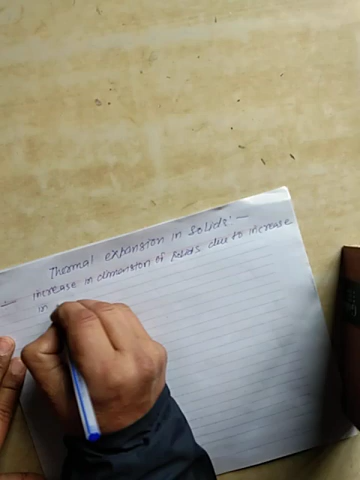 Thermal expansion in solids:-
increase in dimension of solids due to increase
in